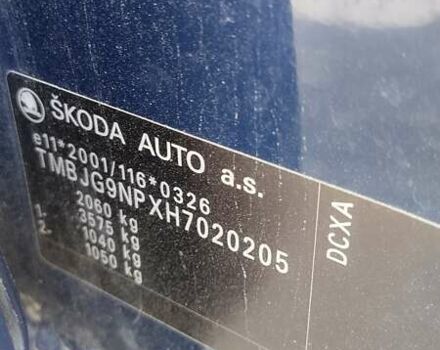 ŠKODA AUTO a.s.
e11*2001/116*0326
TMBJG9NPXH7020205
2060 kg
3575 kg
1- 1040 kg
2- 1050 kg
DCXA